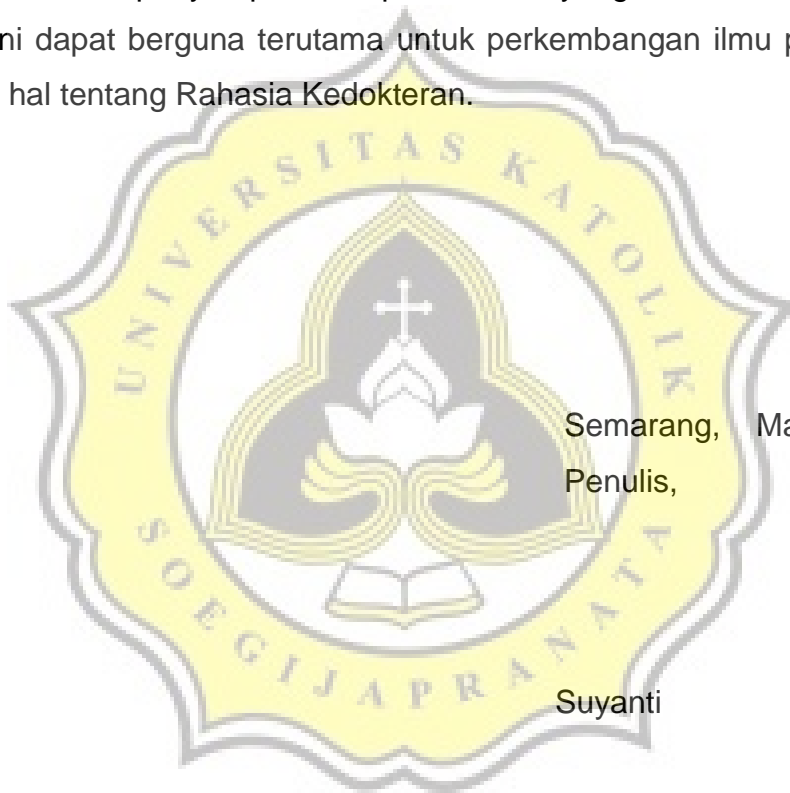 ni dapat berguna terutama untuk perkembangan ilmu p
hal tentang Rahasia Kedokteran.
UNIVERSITAS KATOLIK
SOEGIJAPRANATA
Semarang, Ma
Penulis,
Suyanti